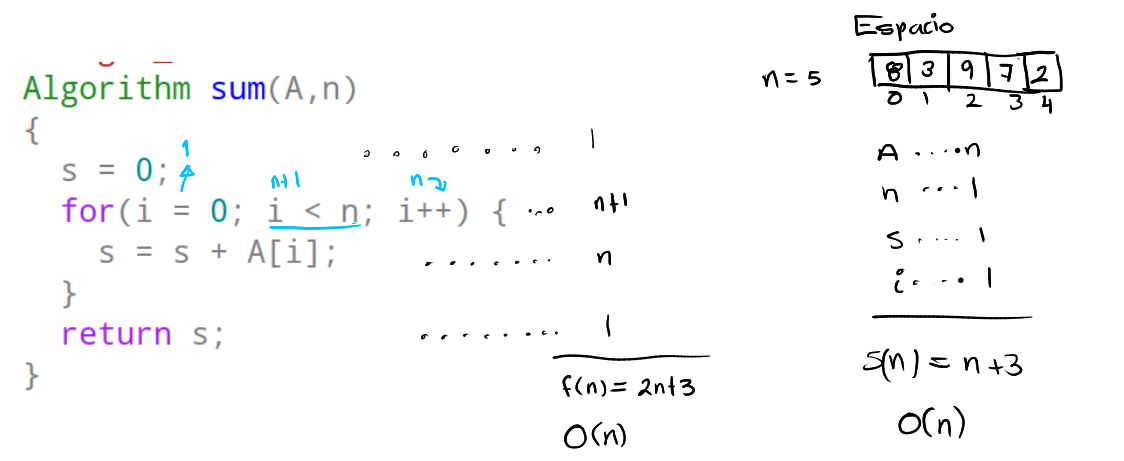 Algorithm sum(A,n)
{
s = 0; ....... 1
1 n+1 n
for(i = 0; i < n; i++) { ... n+1
s = s + A[i]; ....... n
}
return s; ........ 1
}
f(n) = 2n+3
O(n)
Espacio
n = 5
8 3 9 7 2
0 1 2 3 4
A ..... n
n .... 1
s ..... 1
i ..... 1
S(n) = n+3
O(n)